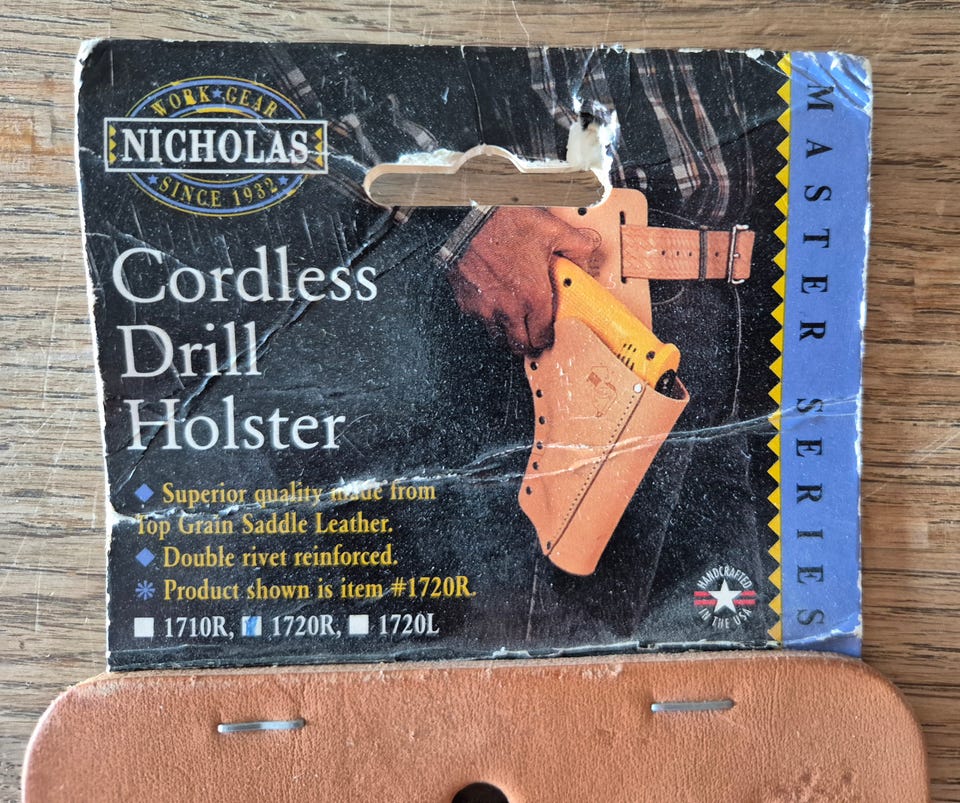 WORK GEAR
NICHOLAS
SINCE 1932
Cordless
Drill
Holster
Superior quality made from
Top Grain Saddle Leather.
Double rivet reinforced.
Product shown is item #1720R.
1710R, 1720R, 1720L
HANDCRAFTED
IN THE USA
MASTER SERIES